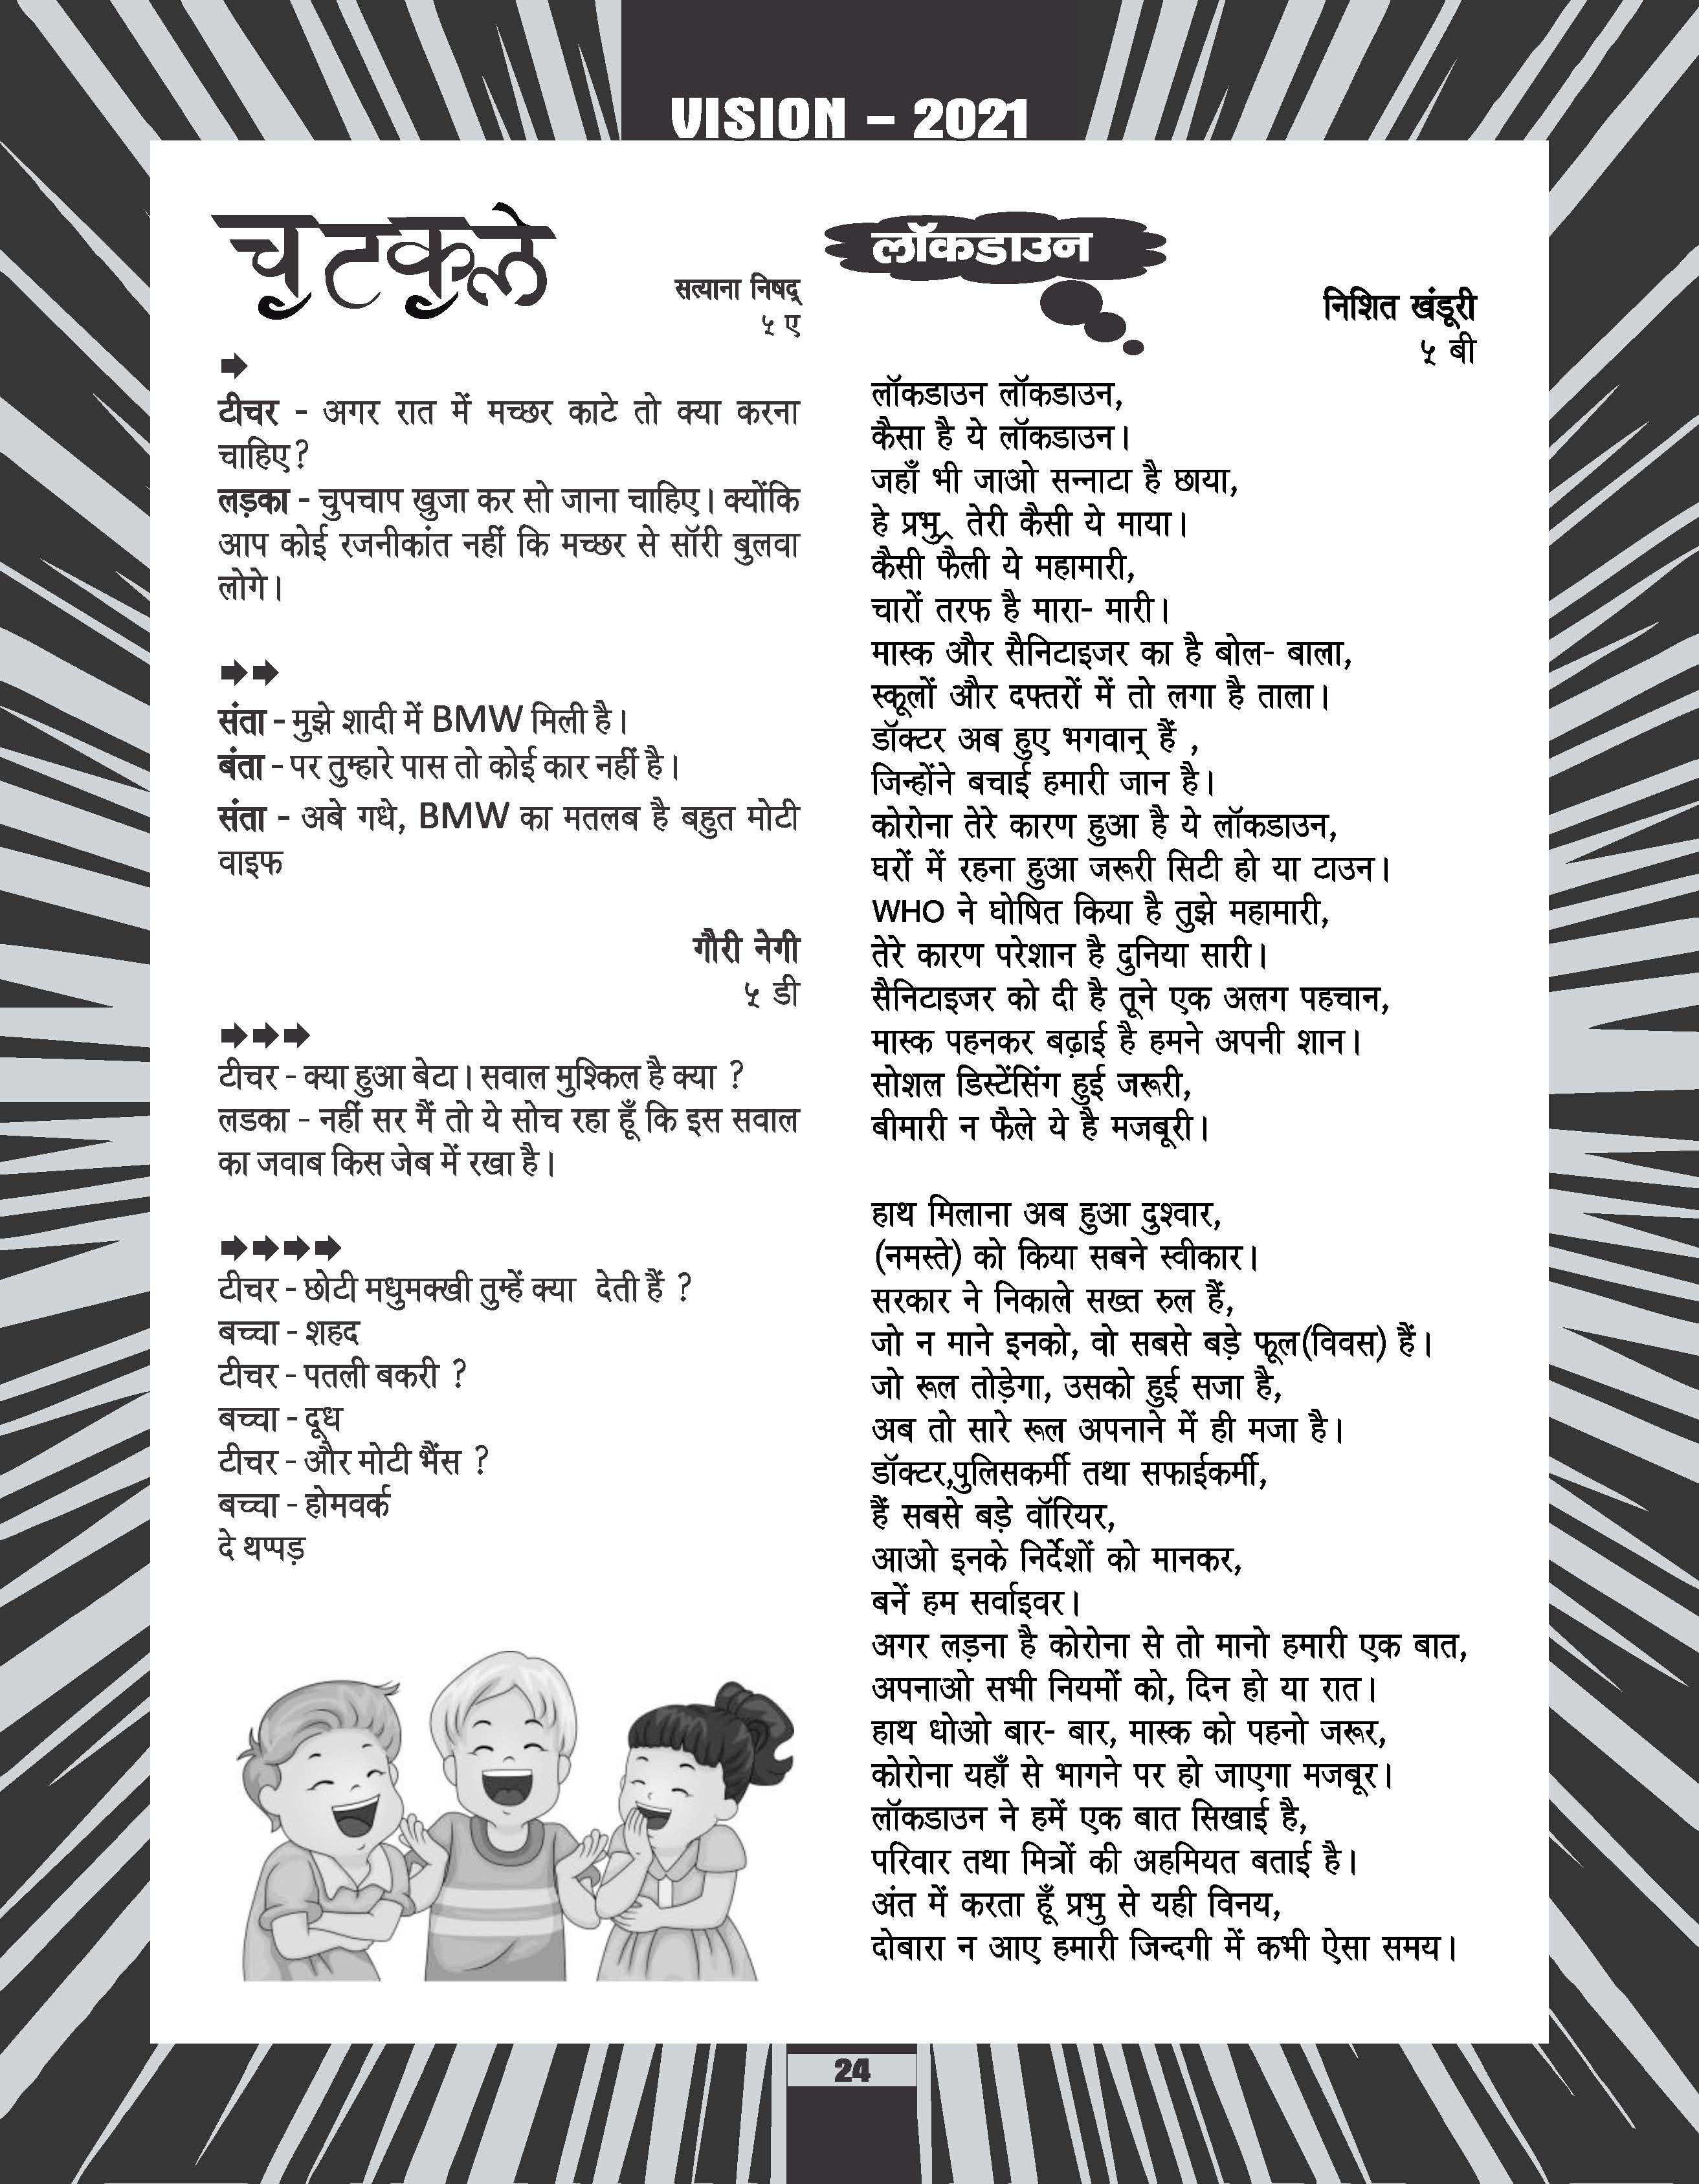 VISION – 2021
चुटकुले
सत्याना निषद्
५ ए
टीचर - अगर रात में मच्छर काटे तो क्या करना
चाहिए?
लड़का - चुपचाप खुजा कर सो जाना चाहिए। क्योंकि
आप कोई रजनीकांत नहीं कि मच्छर से सॉरी बुलवा
लोगे।
संता - मुझे शादी में BMW मिली है।
बंता - पर तुम्हारे पास तो कोई कार नहीं है।
संता - अबे गधे, BMW का मतलब है बहुत मोटी
वाइफ
गौरी नेगी
५ डी
टीचर - क्या हुआ बेटा। सवाल मुश्किल है क्या ?
लडका - नहीं सर मैं तो ये सोच रहा हूँ कि इस सवाल
का जवाब किस जेब में रखा है।
टीचर - छोटी मधुमक्खी तुम्हें क्या देती हैं ?
बच्चा - शहद
टीचर - पतली बकरी ?
बच्चा - दूध
टीचर - और मोटी भैंस ?
बच्चा - होमवर्क
दे थप्पड़
लॉकडाउन
निशित खंडूरी
५ बी
लॉकडाउन लॉकडाउन,
कैसा है ये लॉकडाउन।
जहाँ भी जाओ सन्नाटा है छाया,
हे प्रभु तेरी कैसी ये माया।
कैसी फैली ये महामारी,
चारों तरफ है मारा- मारी।
मास्क और सैनिटाइजर का है बोल- बाला,
स्कूलों और दफ्तरों में तो लगा है ताला।
डॉक्टर अब हुए भगवान् हैं ,
जिन्होंने बचाई हमारी जान है।
कोरोना तेरे कारण हुआ है ये लॉकडाउन,
घरों में रहना हुआ जरूरी सिटी हो या टाउन।
WHO ने घोषित किया है तुझे महामारी,
तेरे कारण परेशान है दुनिया सारी।
सैनिटाइजर को दी है तूने एक अलग पहचान,
मास्क पहनकर बढ़ाई है हमने अपनी शान।
सोशल डिस्टेंसिंग हुई जरूरी,
बीमारी न फैले ये है मजबूरी।
हाथ मिलाना अब हुआ दुश्वार,
(नमस्ते) को किया सबने स्वीकार।
सरकार ने निकाले सख्त रुल हैं,
जो न माने इनको, वो सबसे बड़े फूल(विवस) हैं।
जो रूल तोड़ेगा, उसको हुई सजा है,
अब तो सारे रूल अपनाने में ही मजा है।
डॉक्टर,पुलिसकर्मी तथा सफाईकर्मी,
हैं सबसे बड़े वॉरियर,
आओ इनके निर्देशों को मानकर,
बनें हम सर्वाइवर।
अगर लड़ना है कोरोना से तो मानो हमारी एक बात,
अपनाओ सभी नियमों को, दिन हो या रात।
हाथ धोओ बार- बार, मास्क को पहनो जरूर,
कोरोना यहाँ से भागने पर हो जाएगा मजबूर।
लॉकडाउन ने हमें एक बात सिखाई है,
परिवार तथा मित्रों की अहमियत बताई है।
अंत में करता हूँ प्रभु से यही विनय,
दोबारा न आए हमारी जिन्दगी में कभी ऐसा समय।
24